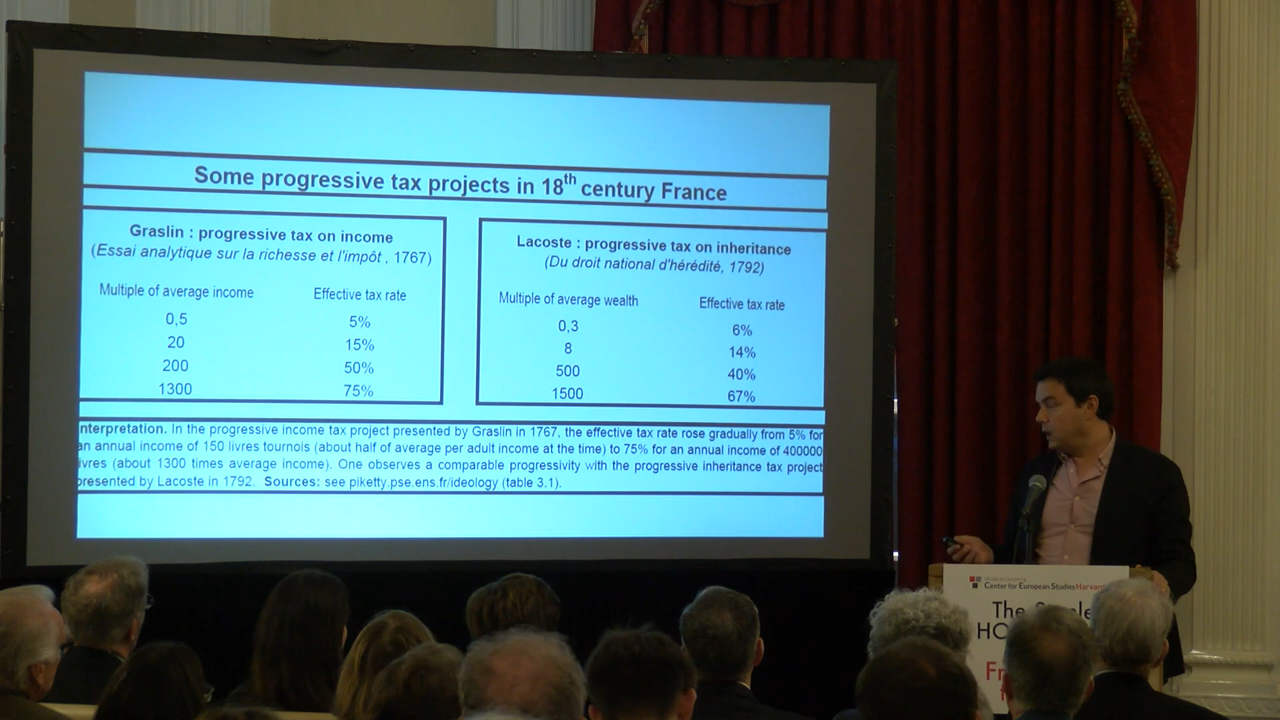 Some progressive tax projects in 18th century France
Graslin : progressive tax on income
(Essai analytique sur la richesse et l'impôt , 1767)
Multiple of average income Effective tax rate
0,5 5%
20 15%
200 50%
1300 75%
Lacoste : progressive tax on inheritance
(Du droit national d'hérédité, 1792)
Multiple of average wealth Effective tax rate
0,3 6%
8 14%
500 40%
1500 67%
nterpretation. In the progressive income tax project presented by Graslin in 1767, the effective tax rate rose gradually from 5% for
an annual income of 150 livres tournois (about half of average per adult income at the time) to 75% for an annual income of 400000
ivres (about 1300 times average income). One observes a comparable progressivity with the progressive inheritance tax project
presented by Lacoste in 1792. Sources: see piketty.pse.ens.fr/ideology (table 3.1).
Center for European Studies Harvard
The
HO
Fr